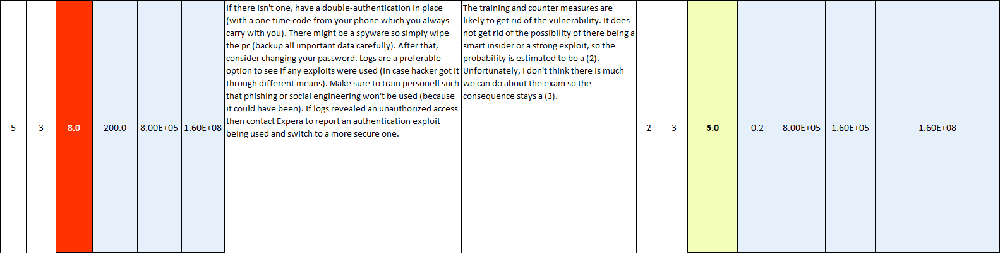 If there isn't one, have a double-authentication in place
(with a one time code from your phone which you always
carry with you). There might be a spyware so simply wipe
the pc (backup all important data carefully). After that,
consider changing your password. Logs are a preferable
option to see if any exploits were used (in case hacker got it
through different means). Make sure to train personell such
that phishing or social engineering won't be used (because
it could have been). If logs revealed an unauthorized access
then contact Expera to report an authentication exploit
being used and switch to a more secure one.
The training and counter measures are
likely to get rid of the vulnerability. It does
not get rid of the possibility of there being a
smart insider or a strong exploit, so the
probability is estimated to be a (2).
Unfortunately, I don't think there is much
we can do about the exam so the
consequence stays a (3).
5 3 8.0 200.0 8.00E+05 1.60E+08 2 3 5.0 0.2 8.00E+05 1.60E+05 1.60E+08